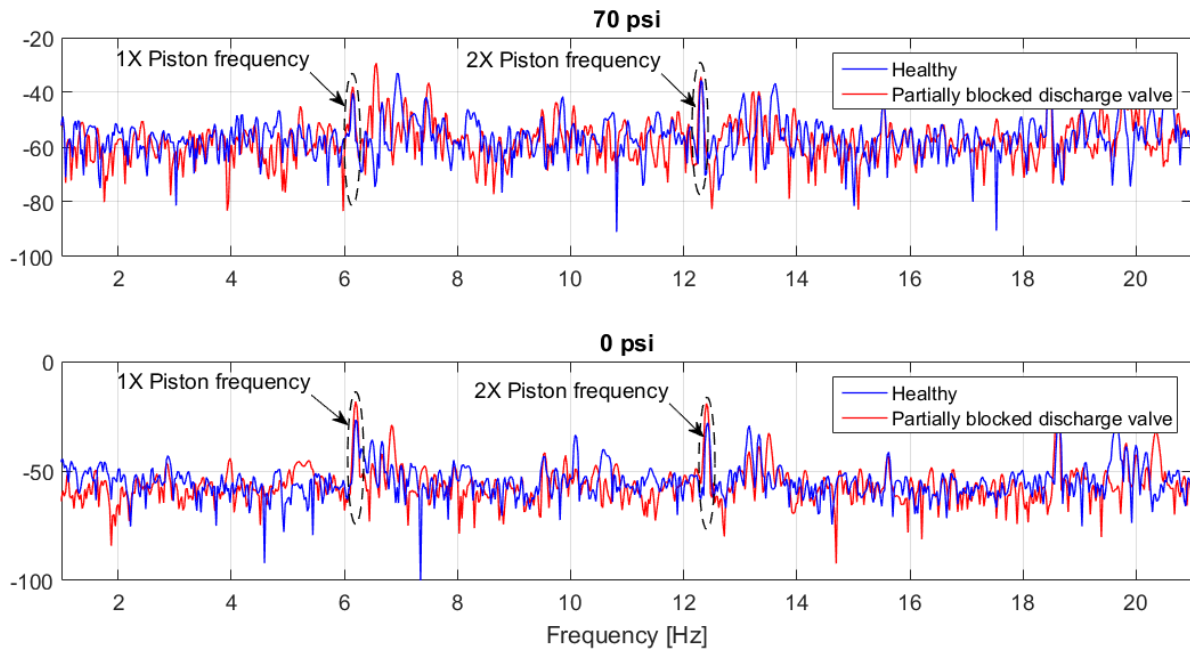 70 psi
-20
1X Piston frequency
2X Piston frequency
Healthy
Partially blocked discharge valve
-40
-60
-80
-100
2 4 6 8 10 12 14 16 18 20
0 psi
0
1X Piston frequency
2X Piston frequency
Healthy
Partially blocked discharge valve
-50
-100
2 4 6 8 10 12 14 16 18 20
Frequency [Hz]